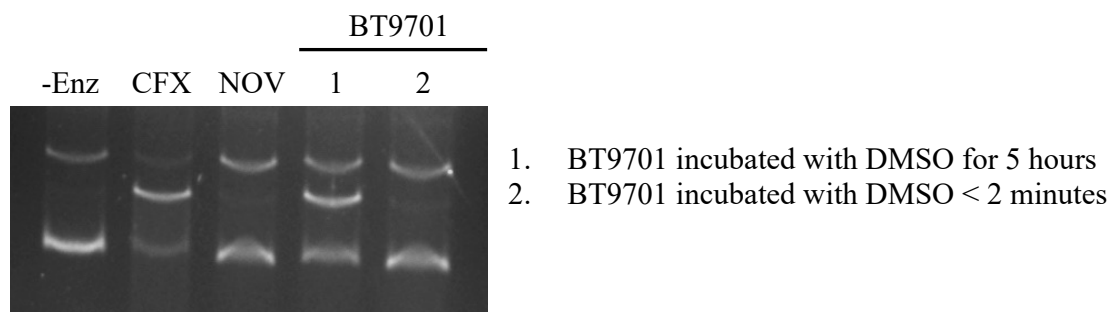 BT9701
-Enz CFX NOV 1 2
1. BT9701 incubated with DMSO for 5 hours
2. BT9701 incubated with DMSO < 2 minutes